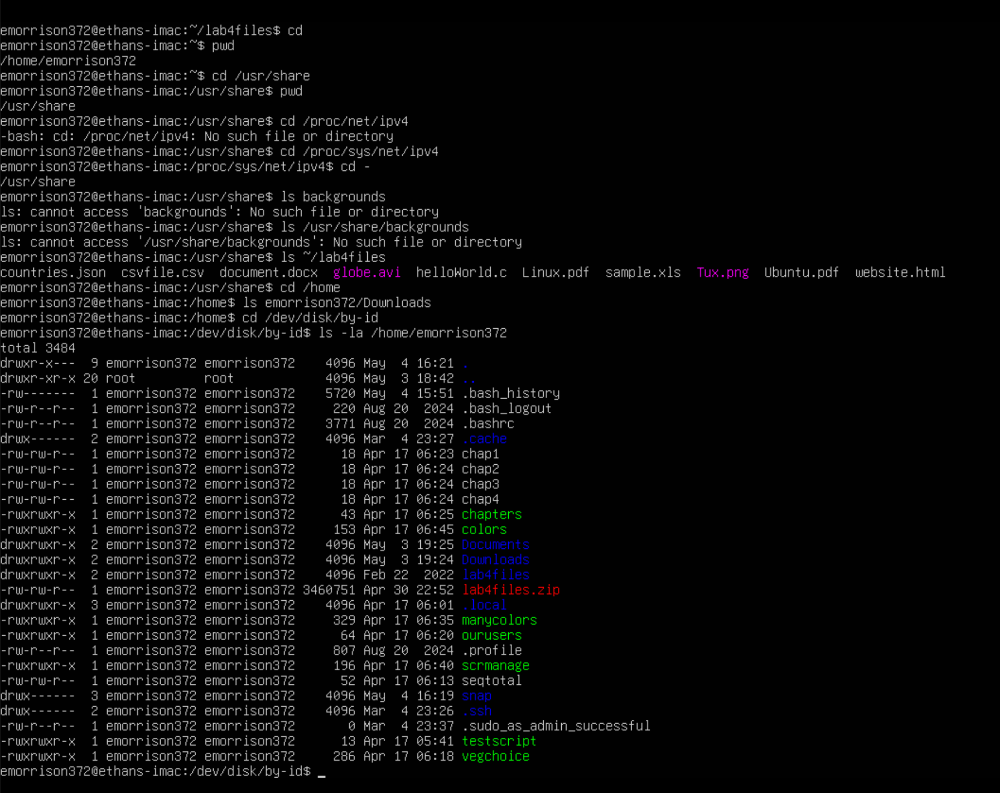 emorrison372@ethans-imac:~/lab4files$ cd
emorrison372@ethans-imac:~$ pwd
/home/emorrison372
emorrison372@ethans-imac:~$ cd /usr/share
emorrison372@ethans-imac:/usr/share$ pwd
/usr/share
emorrison372@ethans-imac:/usr/share$ cd /proc/net/ipv4
-bash: cd: /proc/net/ipv4: No such file or directory
emorrison372@ethans-imac:/usr/share$ cd /proc/sys/net/ipv4
emorrison372@ethans-imac:/proc/sys/net/ipv4$ cd -
/usr/share
emorrison372@ethans-imac:/usr/share$ ls backgrounds
ls: cannot access 'backgrounds': No such file or directory
emorrison372@ethans-imac:/usr/share$ ls /usr/share/backgrounds
ls: cannot access '/usr/share/backgrounds': No such file or directory
emorrison372@ethans-imac:/usr/share$ ls ~/lab4files
countries.json  csvfile.csv  document.docx  globe.avi  helloWorld.c  Linux.pdf  sample.xls  Tux.png  Ubuntu.pdf  website.html
emorrison372@ethans-imac:/usr/share$ cd /home
emorrison372@ethans-imac:/home$ ls emorrison372/Downloads
emorrison372@ethans-imac:/home$ cd /dev/disk/by-id
emorrison372@ethans-imac:/dev/disk/by-id$ ls -la /home/emorrison372
total 3484
drwxr-x---  9 emorrison372 emorrison372    4096 May  4 16:21 .
drwxr-xr-x 20 root         root            4096 May  3 18:42 ..
-rw-------  1 emorrison372 emorrison372    5720 May  4 15:51 .bash_history
-rw-r--r--  1 emorrison372 emorrison372     220 Aug 20  2024 .bash_logout
-rw-r--r--  1 emorrison372 emorrison372    3771 Aug 20  2024 .bashrc
drwx------  2 emorrison372 emorrison372    4096 Mar  4 23:27 .cache
-rw-rw-r--  1 emorrison372 emorrison372      18 Apr 17 06:23 chap1
-rw-rw-r--  1 emorrison372 emorrison372      18 Apr 17 06:24 chap2
-rw-rw-r--  1 emorrison372 emorrison372      18 Apr 17 06:24 chap3
-rw-rw-r--  1 emorrison372 emorrison372      18 Apr 17 06:24 chap4
-rwxrwxr-x  1 emorrison372 emorrison372      43 Apr 17 06:25 chapters
-rwxrwxr-x  1 emorrison372 emorrison372     153 Apr 17 06:45 colors
drwxrwxr-x  2 emorrison372 emorrison372    4096 May  3 19:25 Documents
drwxrwxr-x  2 emorrison372 emorrison372    4096 May  3 19:24 Downloads
drwxrwxr-x  2 emorrison372 emorrison372    4096 Feb 22  2022 lab4files
-rw-rw-r--  1 emorrison372 emorrison372 3460751 Apr 30 22:52 lab4files.zip
drwxrwxr-x  3 emorrison372 emorrison372    4096 Apr 17 06:01 .local
-rwxrwxr-x  1 emorrison372 emorrison372     329 Apr 17 06:35 manycolors
-rwxrwxr-x  1 emorrison372 emorrison372      64 Apr 17 06:20 ourusers
-rw-r--r--  1 emorrison372 emorrison372     807 Aug 20  2024 .profile
-rwxrwxr-x  1 emorrison372 emorrison372     196 Apr 17 06:40 scrmanage
-rw-rw-r--  1 emorrison372 emorrison372      52 Apr 17 06:13 seqtotal
drwx------  3 emorrison372 emorrison372    4096 May  4 16:19 snap
drwx------  2 emorrison372 emorrison372    4096 Mar  4 23:26 .ssh
-rw-r--r--  1 emorrison372 emorrison372       0 Mar  4 23:37 .sudo_as_admin_successful
-rwxrwxr-x  1 emorrison372 emorrison372      13 Apr 17 05:41 testscript
-rwxrwxr-x  1 emorrison372 emorrison372     286 Apr 17 06:18 vegchoice
emorrison372@ethans-imac:/dev/disk/by-id$ _